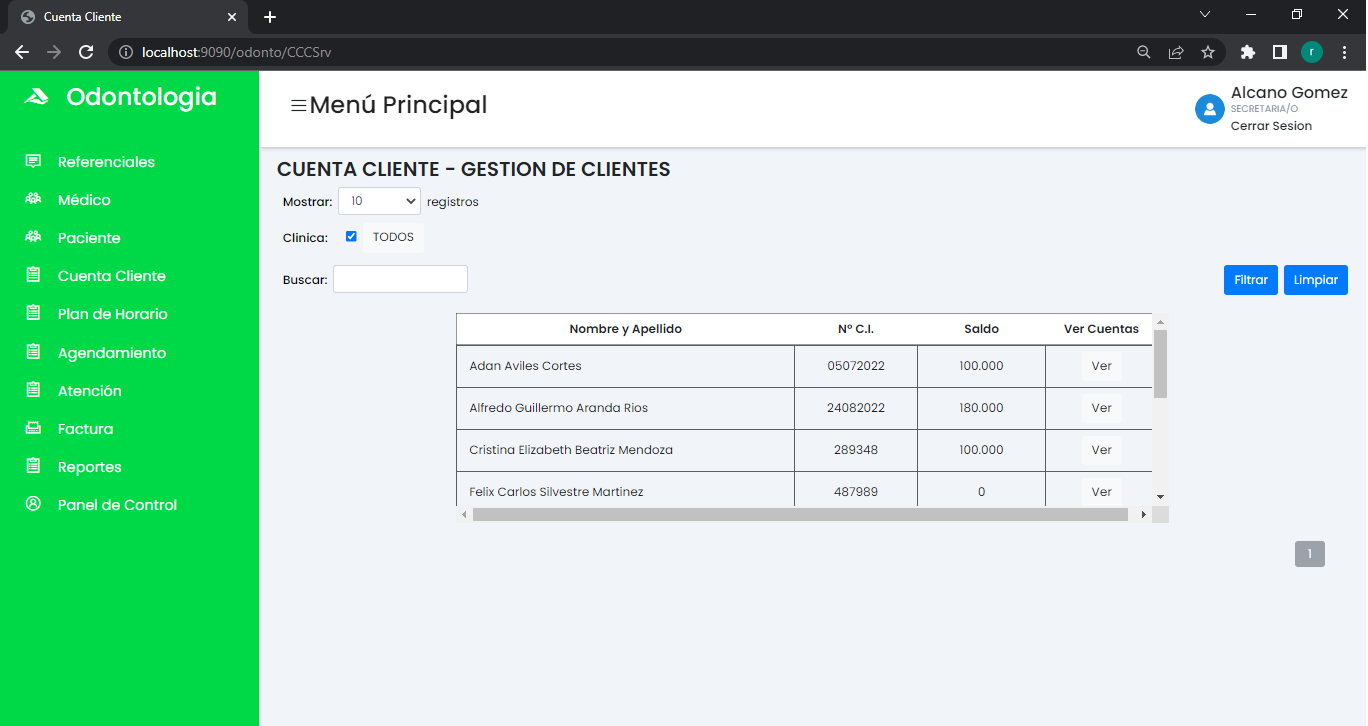 Cuenta Cliente
localhost:9090/odonto/CCCSrv
r
Odontologia
Menú Principal
Alcano Gomez
SECRETARIA/O
Cerrar Sesion
Referenciales
Médico
Paciente
Cuenta Cliente
Plan de Horario
Agendamiento
Atención
Factura
Reportes
Panel de Control
CUENTA CLIENTE - GESTION DE CLIENTES
Mostrar: 10 registros
Clinica: TODOS
Buscar:
Filtrar Limpiar
Nombre y Apellido N° C.I. Saldo Ver Cuentas
Adan Aviles Cortes 05072022 100.000 Ver
Alfredo Guillermo Aranda Rios 24082022 180.000 Ver
Cristina Elizabeth Beatriz Mendoza 289348 100.000 Ver
Felix Carlos Silvestre Martinez 487989 0 Ver
1